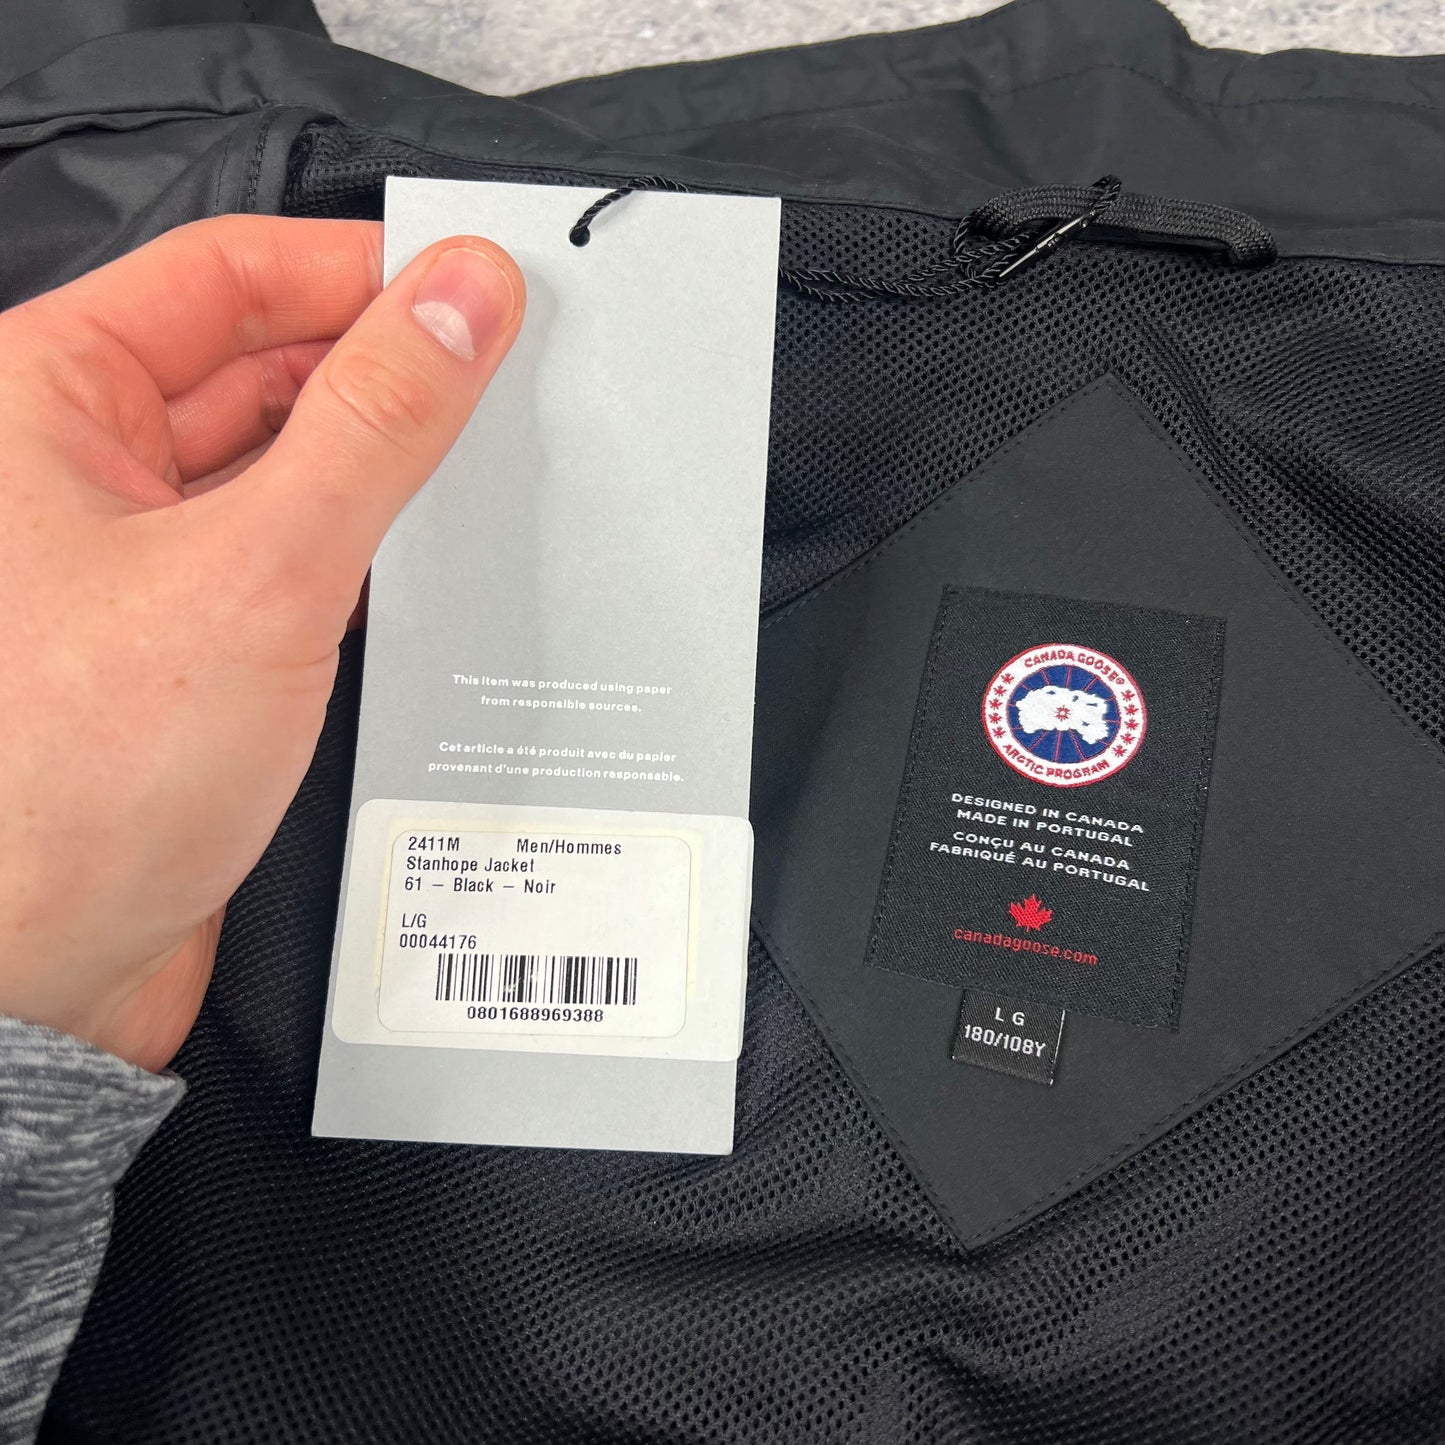 This item was produced using paper
from responsible sources.
Cet article a été produit avec du papier
provenant d'une production responsable.
2411M Men/Hommes
Stanhope Jacket
61 – Black – Noir
L/G
00044176
0801688969388
CANADA GOOSE®
ARCTIC PROGRAM
DESIGNED IN CANADA
MADE IN PORTUGAL
CONÇU AU CANADA
FABRIQUÉ AU PORTUGAL
canadagoose.com
L G
180/108Y